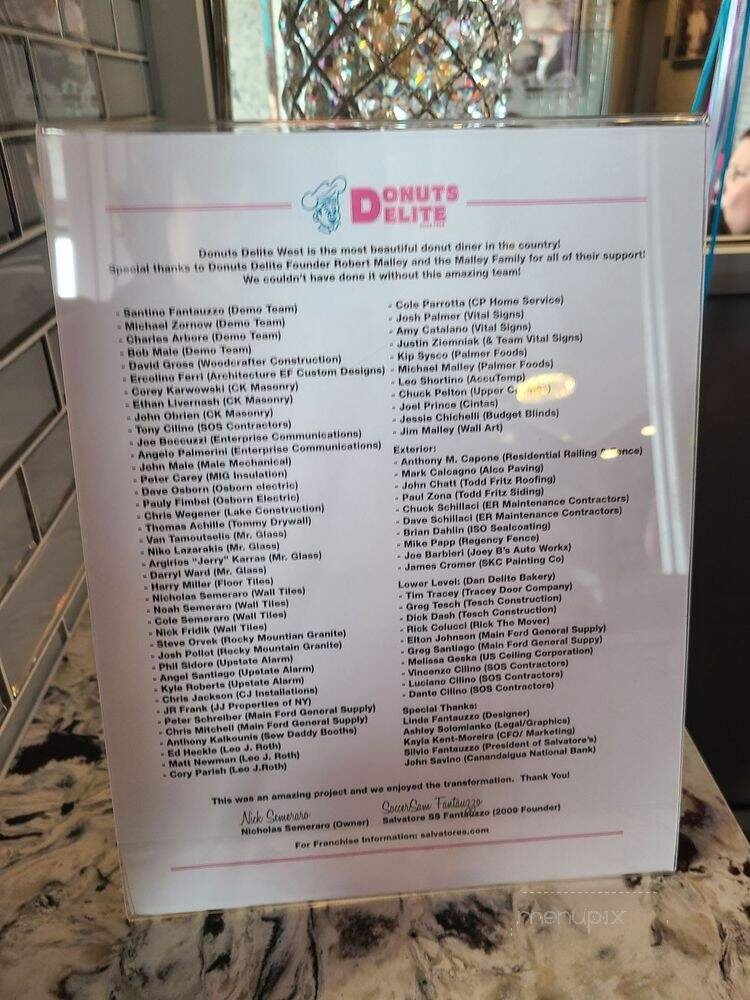 DONUTS
DELITE
Donuts Delite West is the most beautiful donut diner in the country!
Special thanks to Donuts Delite Founder Robert Malley and the Malley Family for all of their support!
We couldn't have done it without this amazing team!
- Santino Fantauzzo (Demo Team)
- Michael Zornow (Demo Team)
- Charles Arbore (Demo Team)
- Bob Male (Demo Team)
- David Gross (Woodcrafter Construction)
- Ercolino Ferri (Architecture EF Custom Designs)
- Corey Karwowski (CK Masonry)
- Ethan Livernash (CK Masonry)
- John Obrien (CK Masonry)
- Tony Cilino (SOS Contractors)
- Joe Boccuzzi (Enterprise Communications)
- Angelo Palmerini (Enterprise Communications)
- John Male (Male Mechanical)
- Peter Carey (MIG Insulation)
- Dave Osborn (Osborn electric)
- Pauly Fimbel (Osborn Electric)
- Chris Wegener (Lake Construction)
- Thomas Achille (Tommy Drywall)
- Van Tamoutselis (Mr. Glass)
- Niko Lazarakis (Mr. Glass)
- Argirios "Jerry" Karras (Mr. Glass)
- Darryl Ward (Mr. Glass)
- Harry Miller (Floor Tiles)
- Nicholas Semeraro (Wall Tiles)
- Noah Semeraro (Wall Tiles)
- Cole Semeraro (Wall Tiles)
- Nick Fridik (Wall Tiles)
- Steve Orvek (Rocky Mountian Granite)
- Josh Pollot (Rocky Mountain Granite)
- Phil Sidore (Upstate Alarm)
- Angel Santiago (Upstate Alarm)
- Kyle Roberts (Upstate Alarm)
- Chris Jackson (CJ Installations)
- JR Frank (JJ Properties of NY)
- Peter Schreiber (Main Ford General Supply)
- Chris Mitchell (Main Ford General Supply)
- Anthony Kalkounis (Sew Daddy Booths)
- Ed Heckle (Leo J. Roth)
- Matt Newman (Leo J. Roth)
- Cory Parish (Leo J.Roth)
- Cole Parrotta (CP Home Service)
- Josh Palmer (Vital Signs)
- Amy Catalano (Vital Signs)
- Justin Ziemniak (& Team Vital Signs)
- Kip Sysco (Palmer Foods)
- Michael Malley (Palmer Foods)
- Leo Shortino (AccuTemp)
- Chuck Pelton (Upper
- Joel Prince (Cintas)
- Jessie Chichelli (Budget Blinds)
- Jim Malley (Wall Art)
Exterior:
- Anthony M. Capone (Residential Railing &
- Mark Calcagno (Alco Paving)
- John Chatt (Todd Fritz Roofing)
- Paul Zona (Todd Fritz Siding)
- Chuck Schillaci (ER Maintenance Contractors)
- Dave Schillaci (ER Maintenance Contractors)
- Brian Dahlin (ISO Sealcoating)
- Mike Papp (Regency Fence)
- Joe Barbieri (Joey B's Auto Workx)
- James Cromer (SKC Painting Co)
Lower Level: (Dan Delite Bakery)
- Tim Tracey (Tracey Door Company)
- Greg Tesch (Tesch Construction)
- Dick Dash (Tesch Construction)
- Rick Colucci (Rick The Mover)
- Elton Johnson (Main Ford General Supply)
- Greg Santiago (Main Ford General Suppy)
- Melissa Geska (US Ceiling Corporation)
- Vincenzo Cilino (SOS Contractors)
- Luciano Cilino (SOS Contractors)
- Dante Cilino (SOS Contractors)
Special Thanks:
Linda Fantauzzo (Designer)
Ashley Solomianko (Legal/Graphics)
Kayla Kent-Moreira (CFO/ Marketing)
Silvio Fantauzzo (President of Salvatore's)
John Savino (Canandaigua National Bank)
This was an amazing project and we enjoyed the transformation. Thank You!
Nick Semeraro SoccerSam Fantauzzo
Nicholas Semeraro (Owner) Salvatore SS Fantauzzo (2009 Founder)
For Franchise Information: salvatores.com
menupix